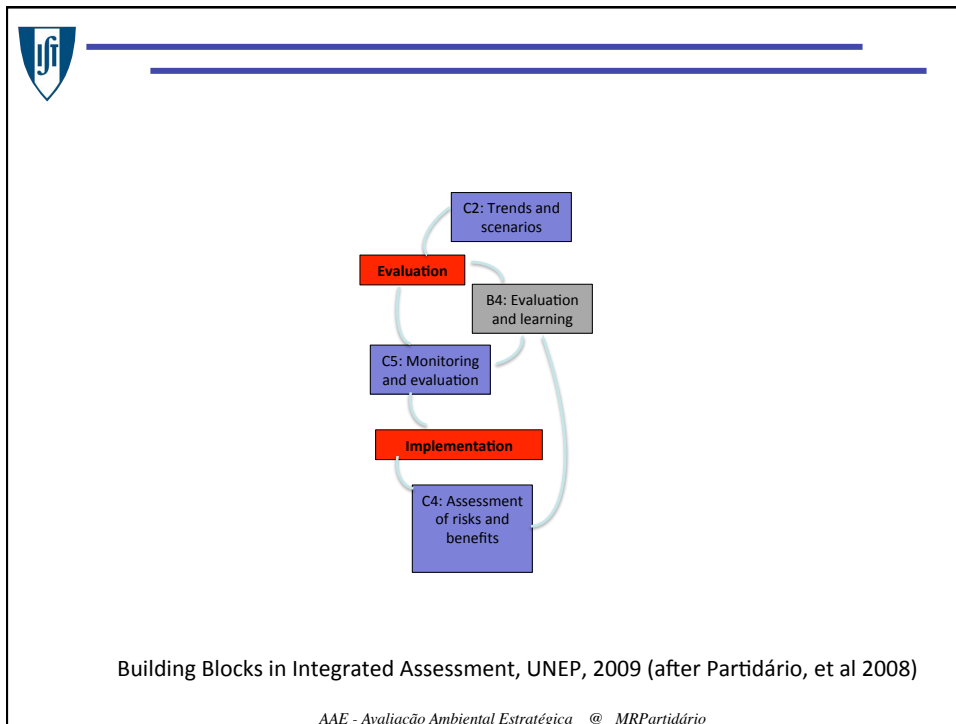 IST
C2: Trends and
scenarios
Evaluation
B4: Evaluation
and learning
C5: Monitoring
and evaluation
Implementation
C4: Assessment
of risks and
benefits
Building Blocks in Integrated Assessment, UNEP, 2009 (after Partidário, et al 2008)
AAE - Avaliação Ambiental Estratégica @ MRPartidário